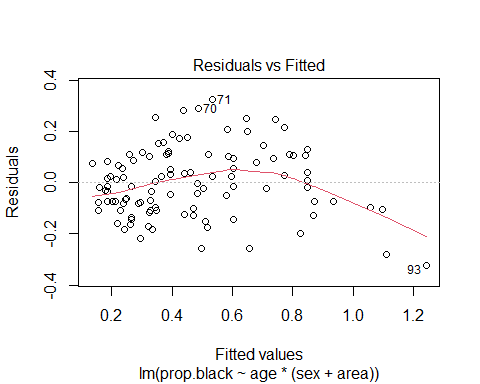 Residuals vs Fitted
Residuals
0.4
0.2
0.0
-0.2
-0.4
71
70
93
0.2 0.4 0.6 0.8 1.0 1.2
Fitted values
lm(prop.black ~ age * (sex + area))